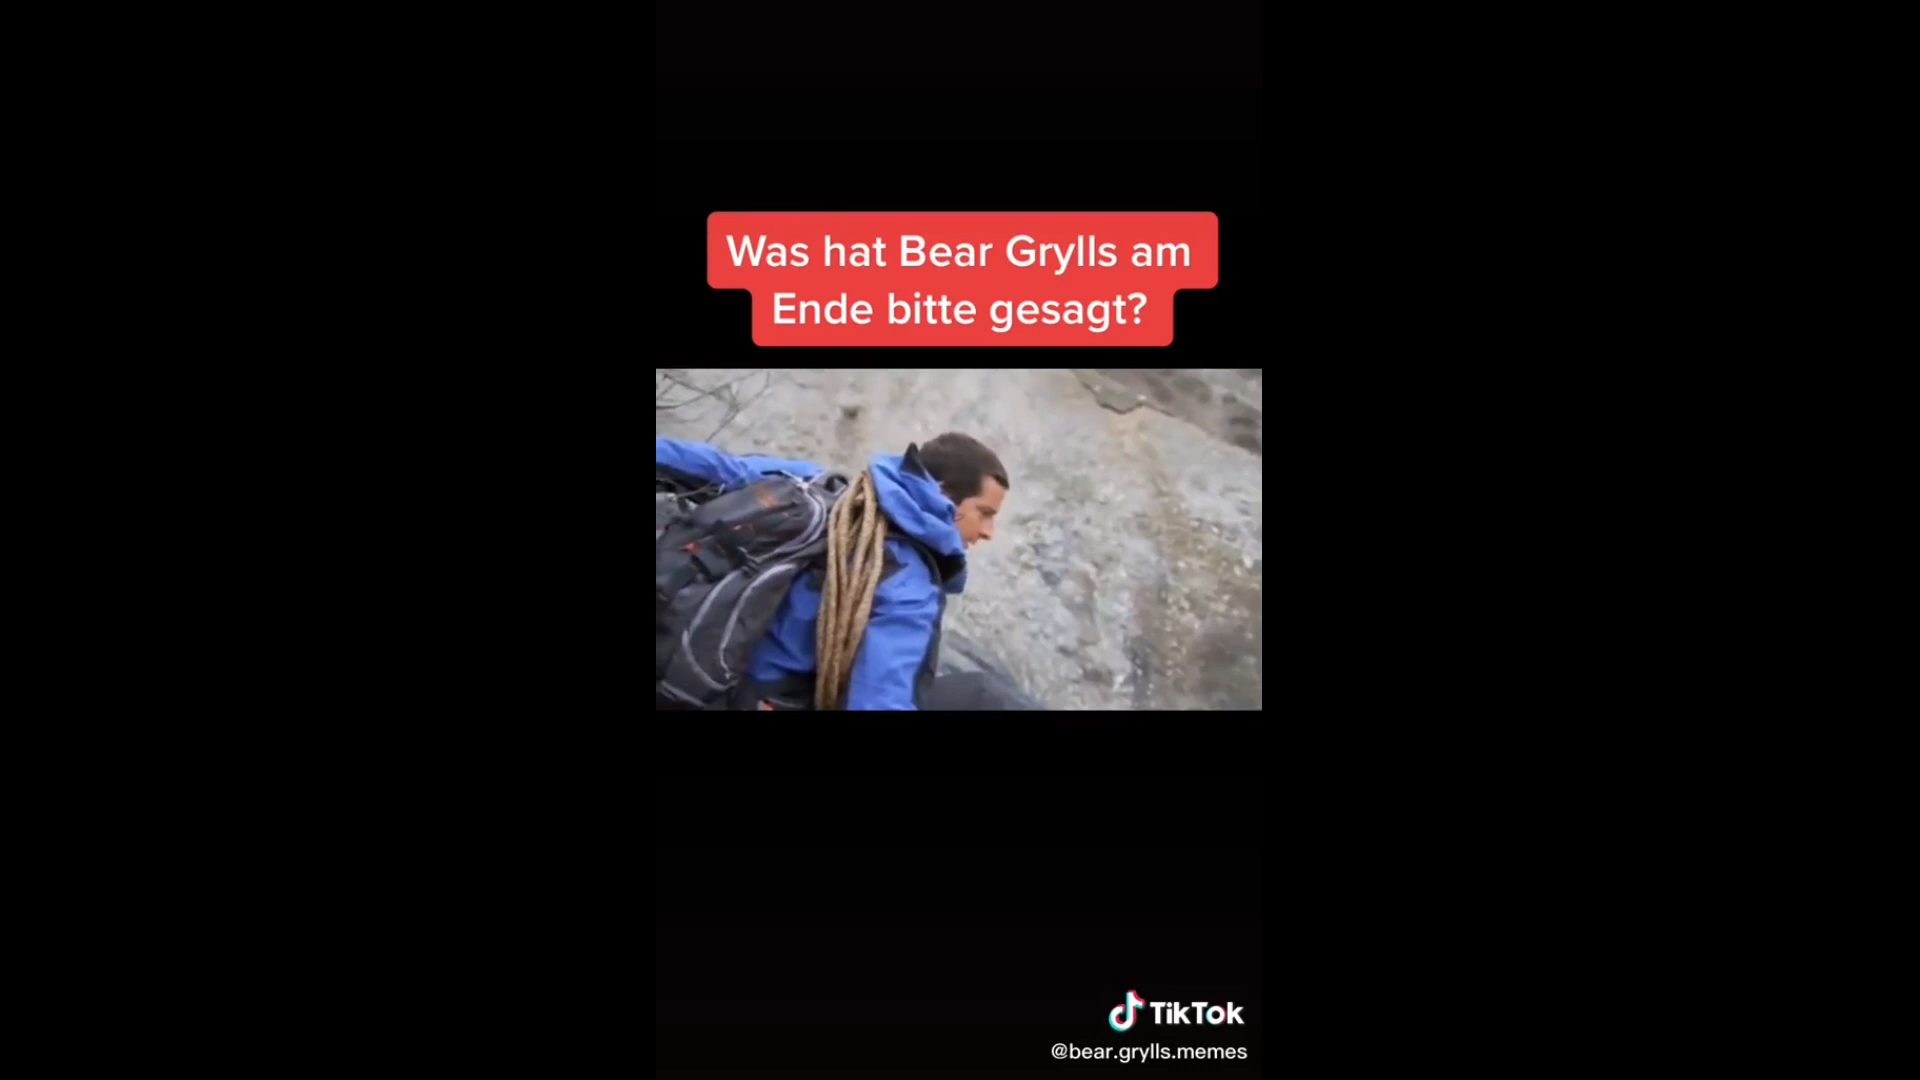 Was hat Bear Grylls am
Ende bitte gesagt?
TikTok
@bear.grylls.memes